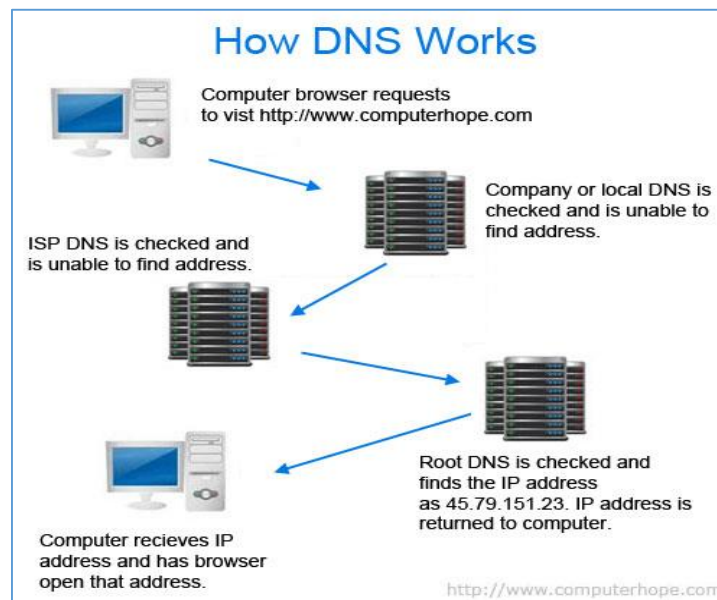 How DNS Works
Computer browser requests
to vist http://www.computerhope.com
Company or local DNS is
checked and is unable to
find address.
ISP DNS is checked and
is unable to find address.
Root DNS is checked and
finds the IP address
as 45.79.151.23. IP address is
returned to computer.
Computer recieves IP
address and has browser
open that address.
http://www.computerhope.com